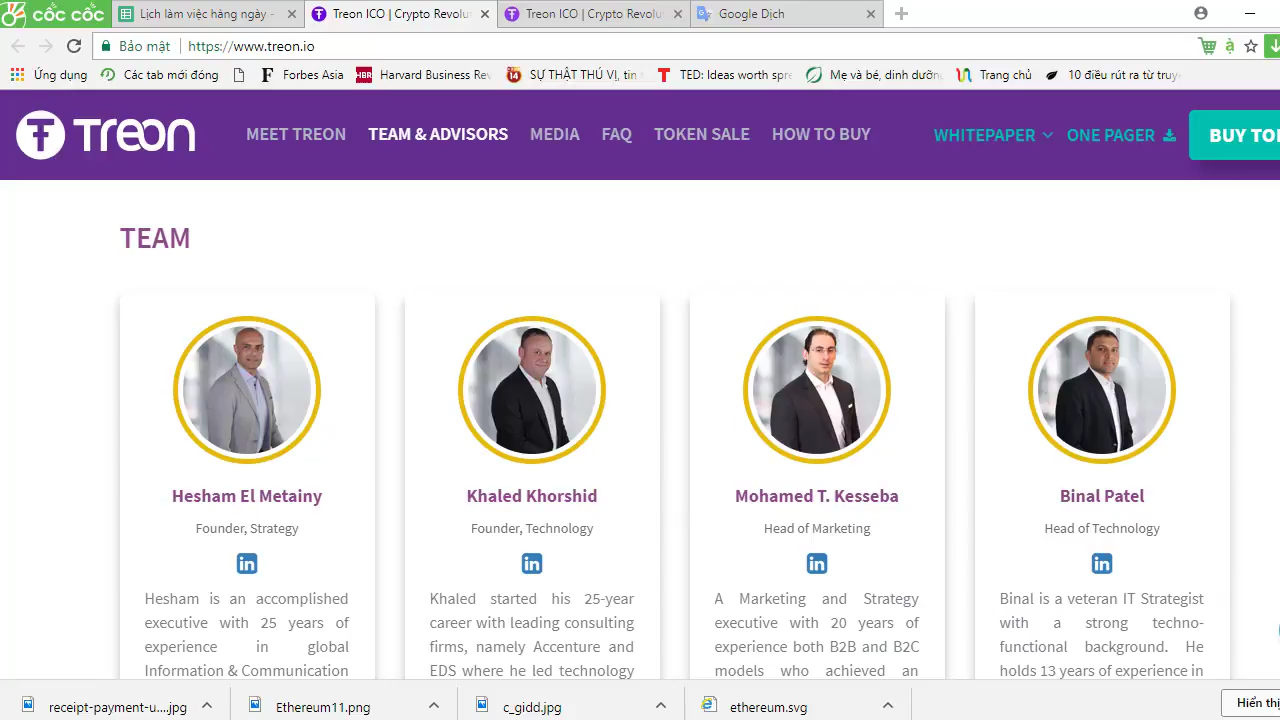 cốc cốc
Lịch làm việc hằng ngày -
Treon ICO | Crypto Revolu
Treon ICO | Crypto Revolu
Google Dịch
Bảo mật
https://www.treon.io
Ứng dụng
Các tab mới đóng
Forbes Asia
HBR
Harvard Business Rev
14
SỰ THẬT THÚ VỊ, tin
TED: Ideas worth spre
Mẹ và bé, dinh dưỡng
Trang chủ
10 điều rút ra từ truy
Treon
MEET TREON
TEAM & ADVISORS
MEDIA
FAQ
TOKEN SALE
HOW TO BUY
WHITEPAPER
ONE PAGER
BUY TO
TEAM
Hesham El Metainy
Founder, Strategy
in
Hesham is an accomplished
executive with 25 years of
experience in global
Information & Communication
Khaled Khorshid
Founder, Technology
in
Khaled started his 25-year
career with leading consulting
firms, namely Accenture and
EDS where he led technology
Mohamed T. Kesseba
Head of Marketing
in
A Marketing and Strategy
executive with 20 years of
experience both B2B and B2C
models who achieved an
Binal Patel
Head of Technology
in
Binal is a veteran IT Strategist
with a strong techno-
functional background. He
holds 13 years of experience in
receipt-payment-u....jpg
Ethereum11.png
c_gidd.jpg
ethereum.svg
Hiển thị